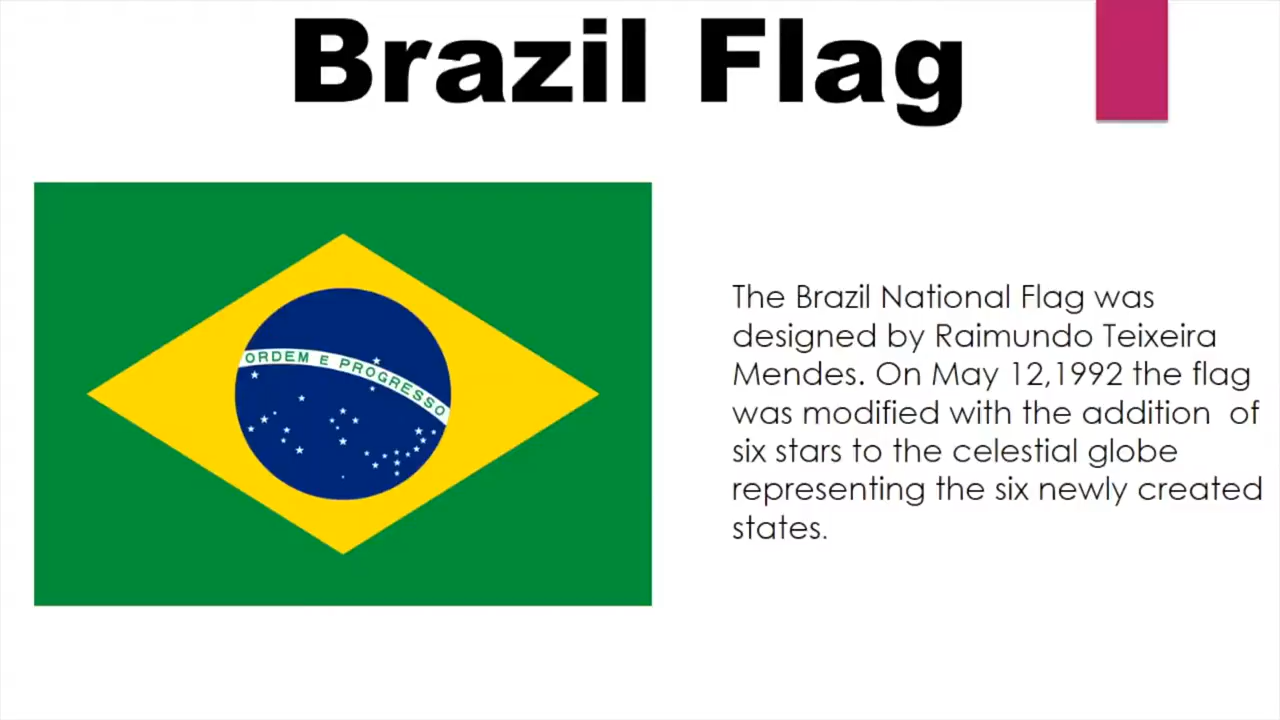 Brazil Flag
ORDEM E PROGRESSO
The Brazil National Flag was
designed by Raimundo Teixeira
Mendes. On May 12,1992 the flag
was modified with the addition  of
six stars to the celestial globe
representing the six newly created
states.